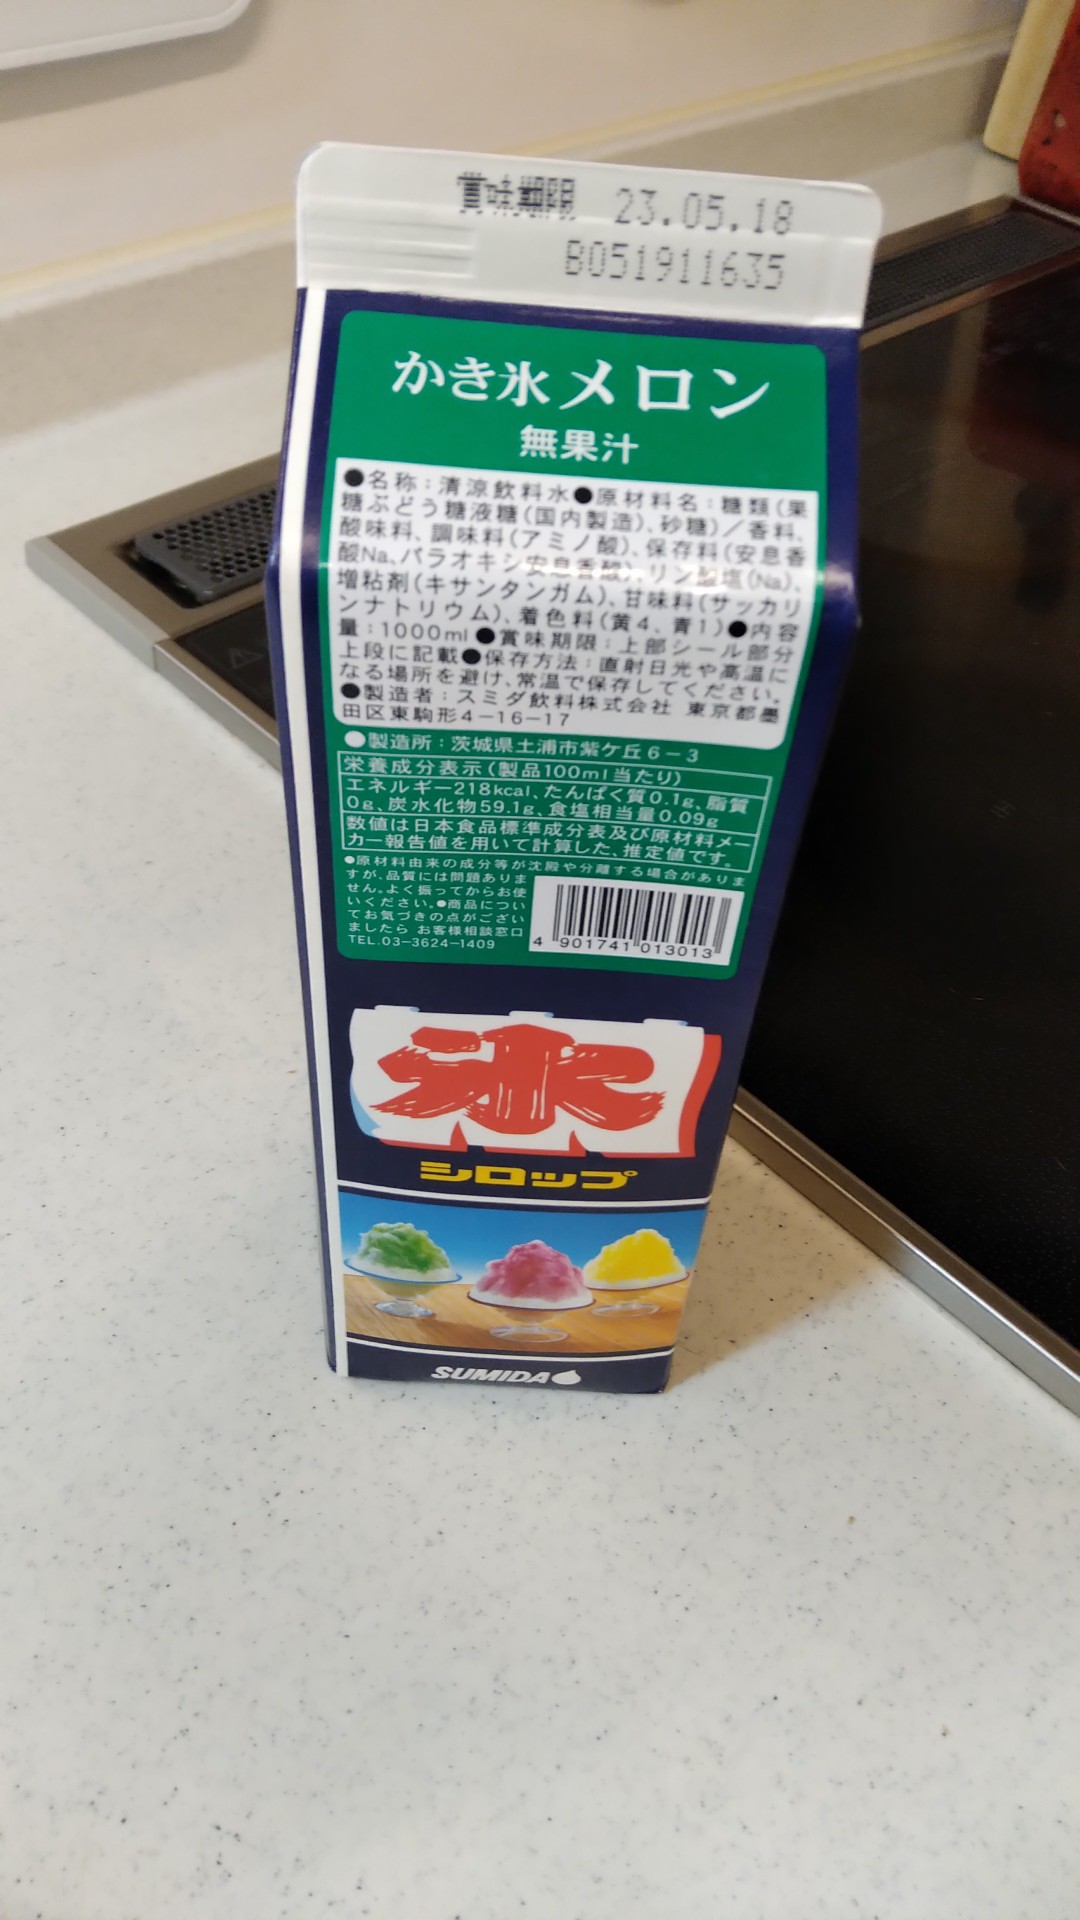 賞味期限 23.05.18
B051911635
かき氷メロン
無果汁
●名称：清涼飲料水●原材料名：糖類(果
糖ぶどう糖液糖(国内製造)、砂糖)／香料、
酸味料、調味料(アミノ酸)、保存料(安息香
酸Na、パラオキシ安息香酸)、リン酸塩(Na)、
増粘剤(キサンタンガム)、甘味料(サッカリ
ンナトリウム)、着色料(黄4、青1)●内容
量：1000ml●賞味期限：上部シール部分
上段に記載●保存方法：直射日光や高温に
なる場所を避け、常温で保存してください。
●製造者：スミダ飲料株式会社 東京都墨
田区東駒形4－16－17
●製造所：茨城県土浦市紫ケ丘6－3
栄養成分表示(製品100ml当たり)
エネルギー218kcal、たんぱく質0.1g、脂質
0g、炭水化物59.1g、食塩相当量0.09g
数値は日本食品標準成分表及び原材料メー
カー報告値を用いて計算した、推定値です。
●原材料由来の成分等が沈殿や分離する場合がありま
すが、品質には問題ありま
せん。よく振ってからお使
いください。●商品につい
てお気づきの点がござい
ましたら お客様相談窓口
TEL.03－3624－1409
4 901741 013013
氷
シロップ
SUMIDA